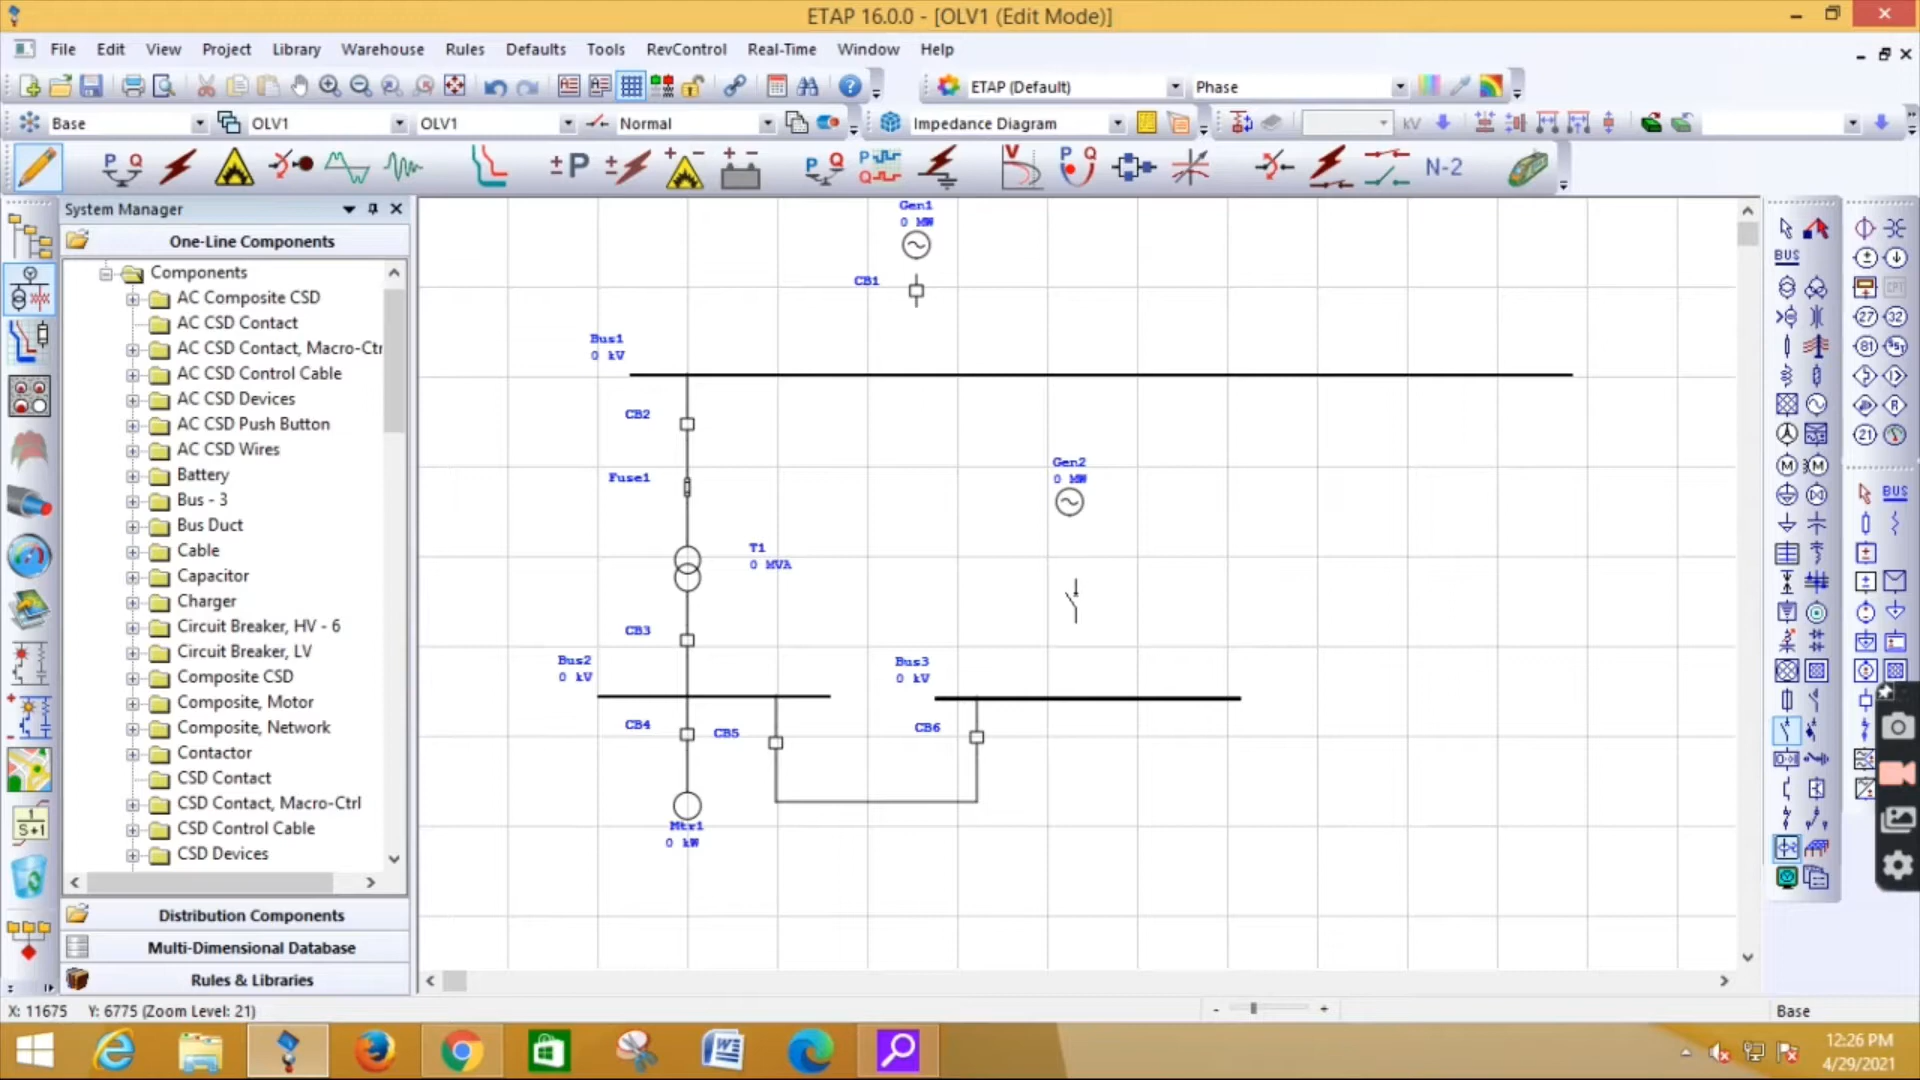 ETAP 16.0.0 - [OLV1 (Edit Mode)]
File Edit View Project Library Warehouse Rules Defaults Tools RevControl Real-Time Window Help
ETAP (Default) Phase
Base OLV1 OLV1 Normal Impedance Diagram kV
P Q ± P P Q P Q V P Q N-2
System Manager
One-Line Components
Components
AC Composite CSD
AC CSD Contact
AC CSD Contact, Macro-Ctr
AC CSD Control Cable
AC CSD Devices
AC CSD Push Button
AC CSD Wires
Battery
Bus - 3
Bus Duct
Cable
Capacitor
Charger
Circuit Breaker, HV - 6
Circuit Breaker, LV
Composite CSD
Composite, Motor
Composite, Network
Contactor
CSD Contact
CSD Contact, Macro-Ctrl
CSD Control Cable
CSD Devices
Distribution Components
Multi-Dimensional Database
Rules & Libraries
Gen1
0 MW
CB1
Bus1
0 kV
CB2
Fuse1
Gen2
0 MW
T1
0 MVA
CB3
Bus2
0 kV
Bus3
0 kV
CB4
CB5
CB6
Mtr1
0 kW
BUS
27 32
81
R
21
M M
BUS
1
S+1
X: 11675 Y: 6775 (Zoom Level: 21)
- +
Base
12:26 PM
4/29/2021